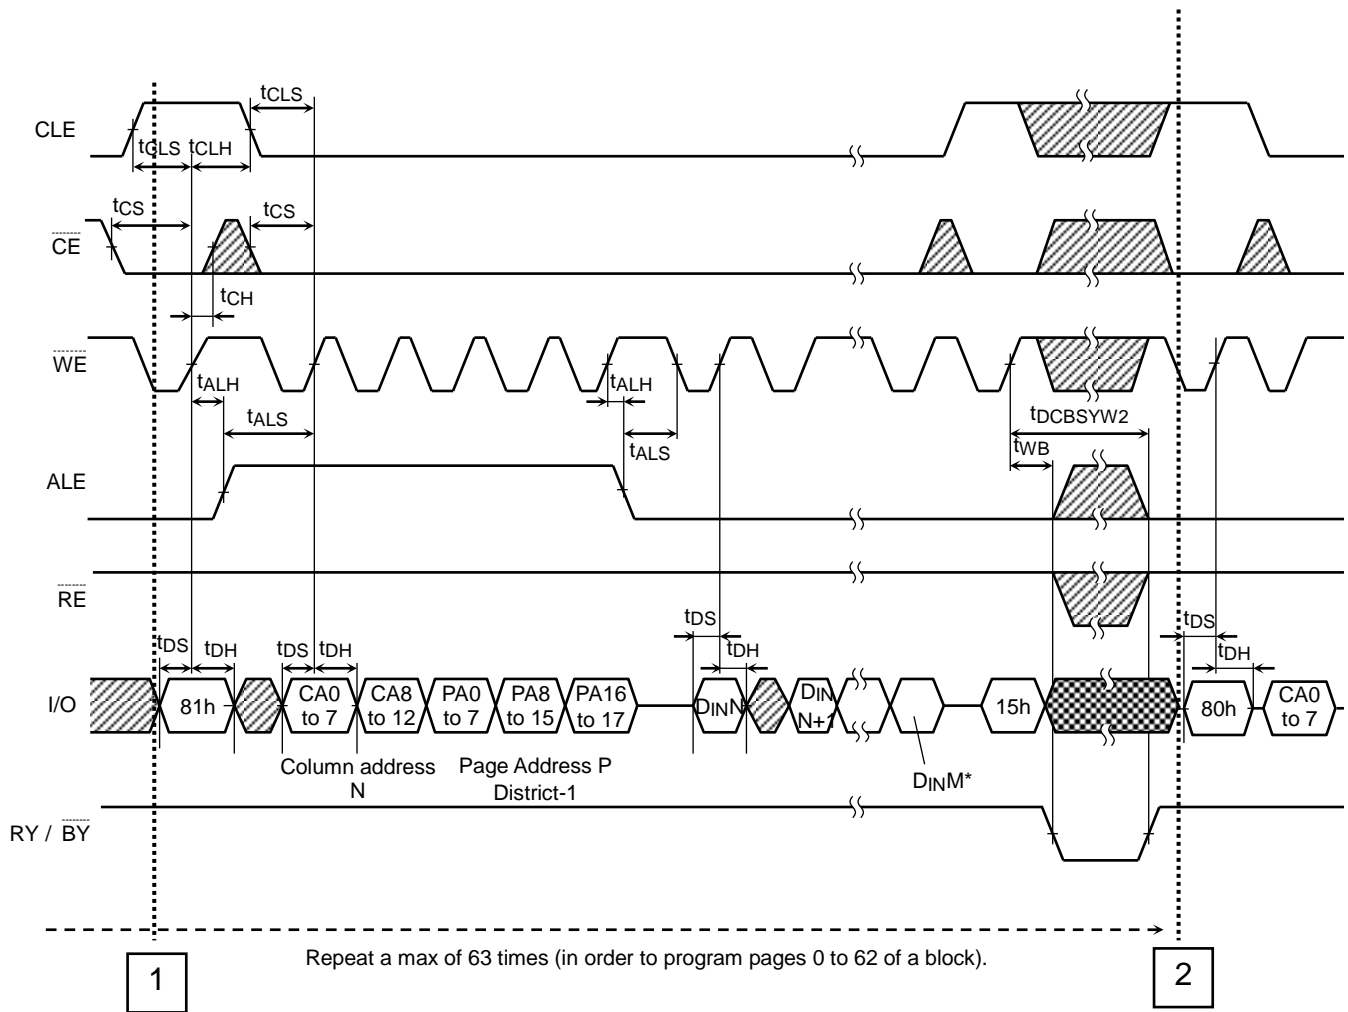 tCLS
CLE
tCLS tCLH
tCS
tCS
CE
tCH
WE
tALH
tALH
tALS
tDCBSYW2
tALS
tWB
ALE
RE
tDS
tDS
tDS
tDH
tDS
tDH
tDH
tDH
I/O
81h
CA0
to 7
CA8
to 12
PA0
to 7
PA8
to 15
PA16
to 17
DINN
DIN
N+1
15h
80h
CA0
to 7
Column address
N
Page Address P
District-1
DINM*
RY / BY
Repeat a max of 63 times (in order to program pages 0 to 62 of a block).
1
2